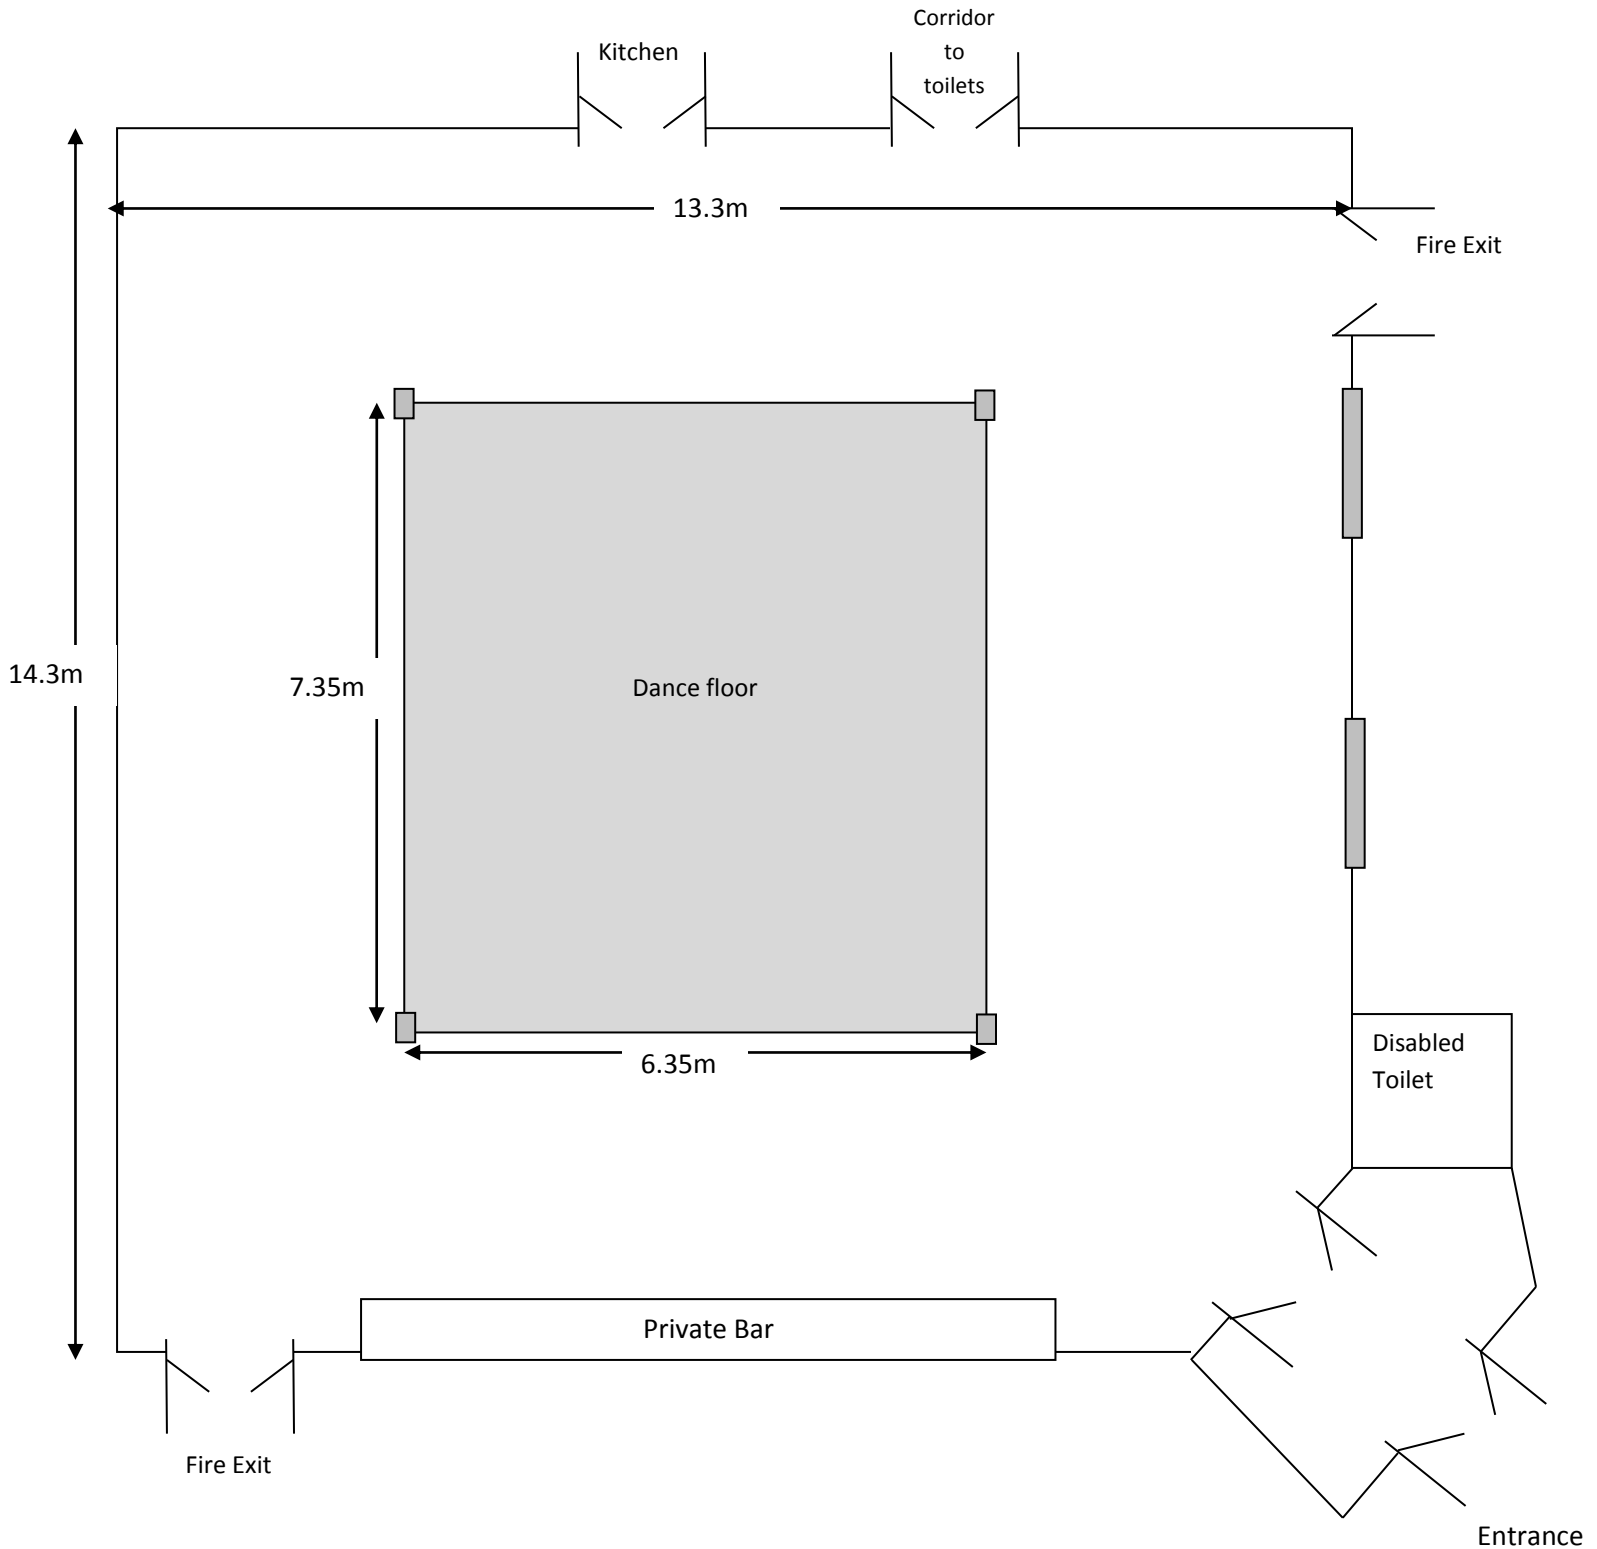 Corridor
to
toilets
Kitchen
13.3m
Fire Exit
14.3m
7.35m
Dance floor
6.35m
Disabled
Toilet
Private Bar
Fire Exit
Entrance